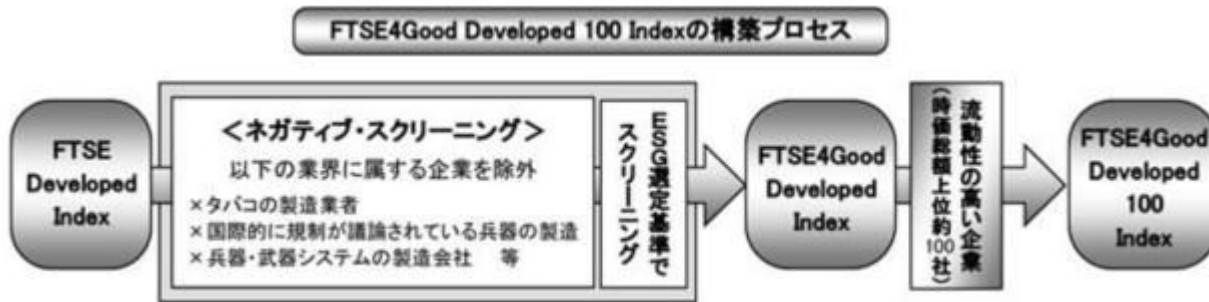 FTSE4Good Developed 100 Indexの構築プロセス
FTSE
Developed
Index
＜ネガティブ・スクリーニング＞
以下の業界に属する企業を除外
×タバコの製造業者
×国際的に規制が議論されている兵器の製造
×兵器・武器システムの製造会社　等
ESG選定基準で
スクリーニング
FTSE4Good
Developed
Index
流動性の高い企業
(時価総額上位約100社)
FTSE4Good
Developed
100
Index